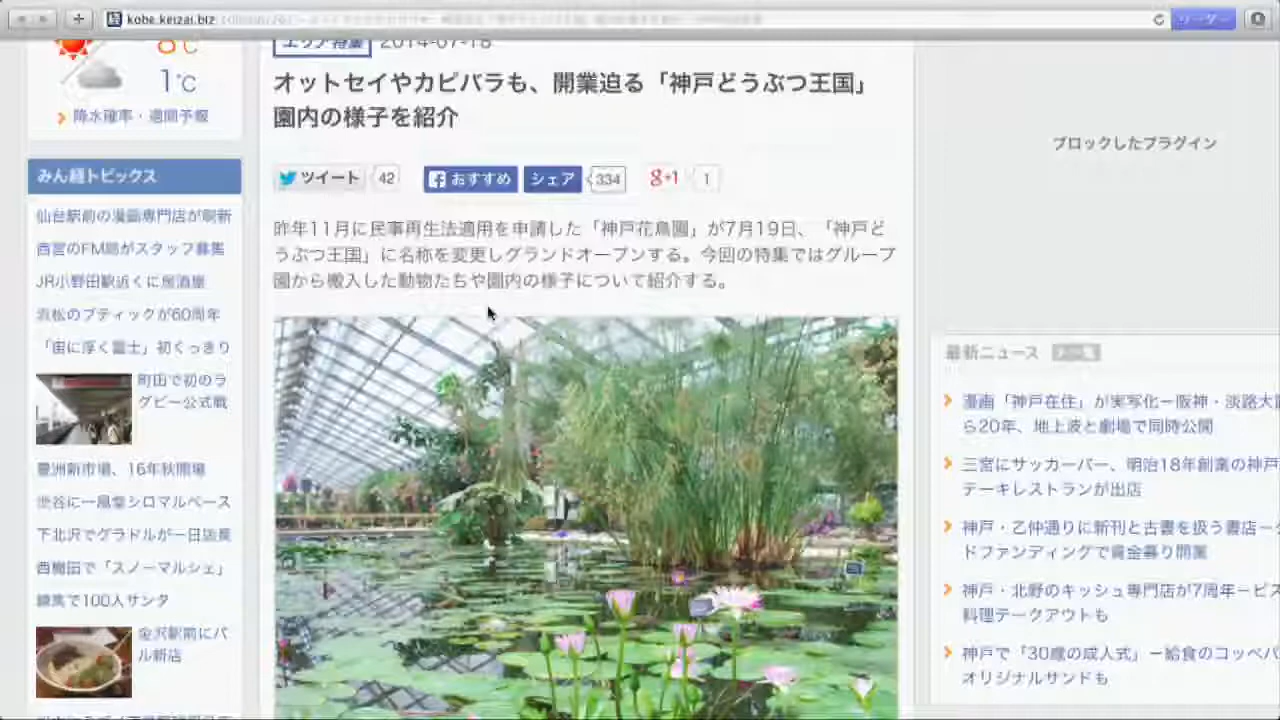 kobe.keizai.biz
リーダー
8℃
1℃
降水確率・週間予報
みん経トピックス
仙台駅前の漫画専門店が刷新
西宮のFM局がスタッフ募集
JR小野田駅近くに居酒屋
浜松のブティックが60周年
「宙に浮く富士」初くっきり
町田で初のラ
グビー公式戦
豊洲新市場、16年秋開場
渋谷に一風堂シロマルベース
下北沢でグラドルが一日店長
西梅田で「スノーマルシェ」
練馬で100人サンタ
金沢駅前にバ
ル新店
エリア特集 2014-07-18
オットセイやカピバラも、開業迫る「神戸どうぶつ王国」
園内の様子を紹介
ツイート 42 おすすめ シェア 334 g+1 1
昨年11月に民事再生法適用を申請した「神戸花鳥園」が7月19日、「神戸ど
うぶつ王国」に名称を変更しグランドオープンする。今回の特集ではグループ
園から搬入した動物たちや園内の様子について紹介する。
ブロックしたプラグイン
最新ニュース 一覧
漫画「神戸在住」が実写化ー阪神・淡路大
ら20年、地上波と劇場で同時公開
三宮にサッカーバー、明治18年創業の神戸
テーキレストランが出店
神戸・乙仲通りに新刊と古書を扱う書店ー
ドファンディングで資金募り開業
神戸・北野のキッシュ専門店が7周年ービス
料理テークアウトも
神戸で「30歳の成人式」ー給食のコッペパ
オリジナルサンドも